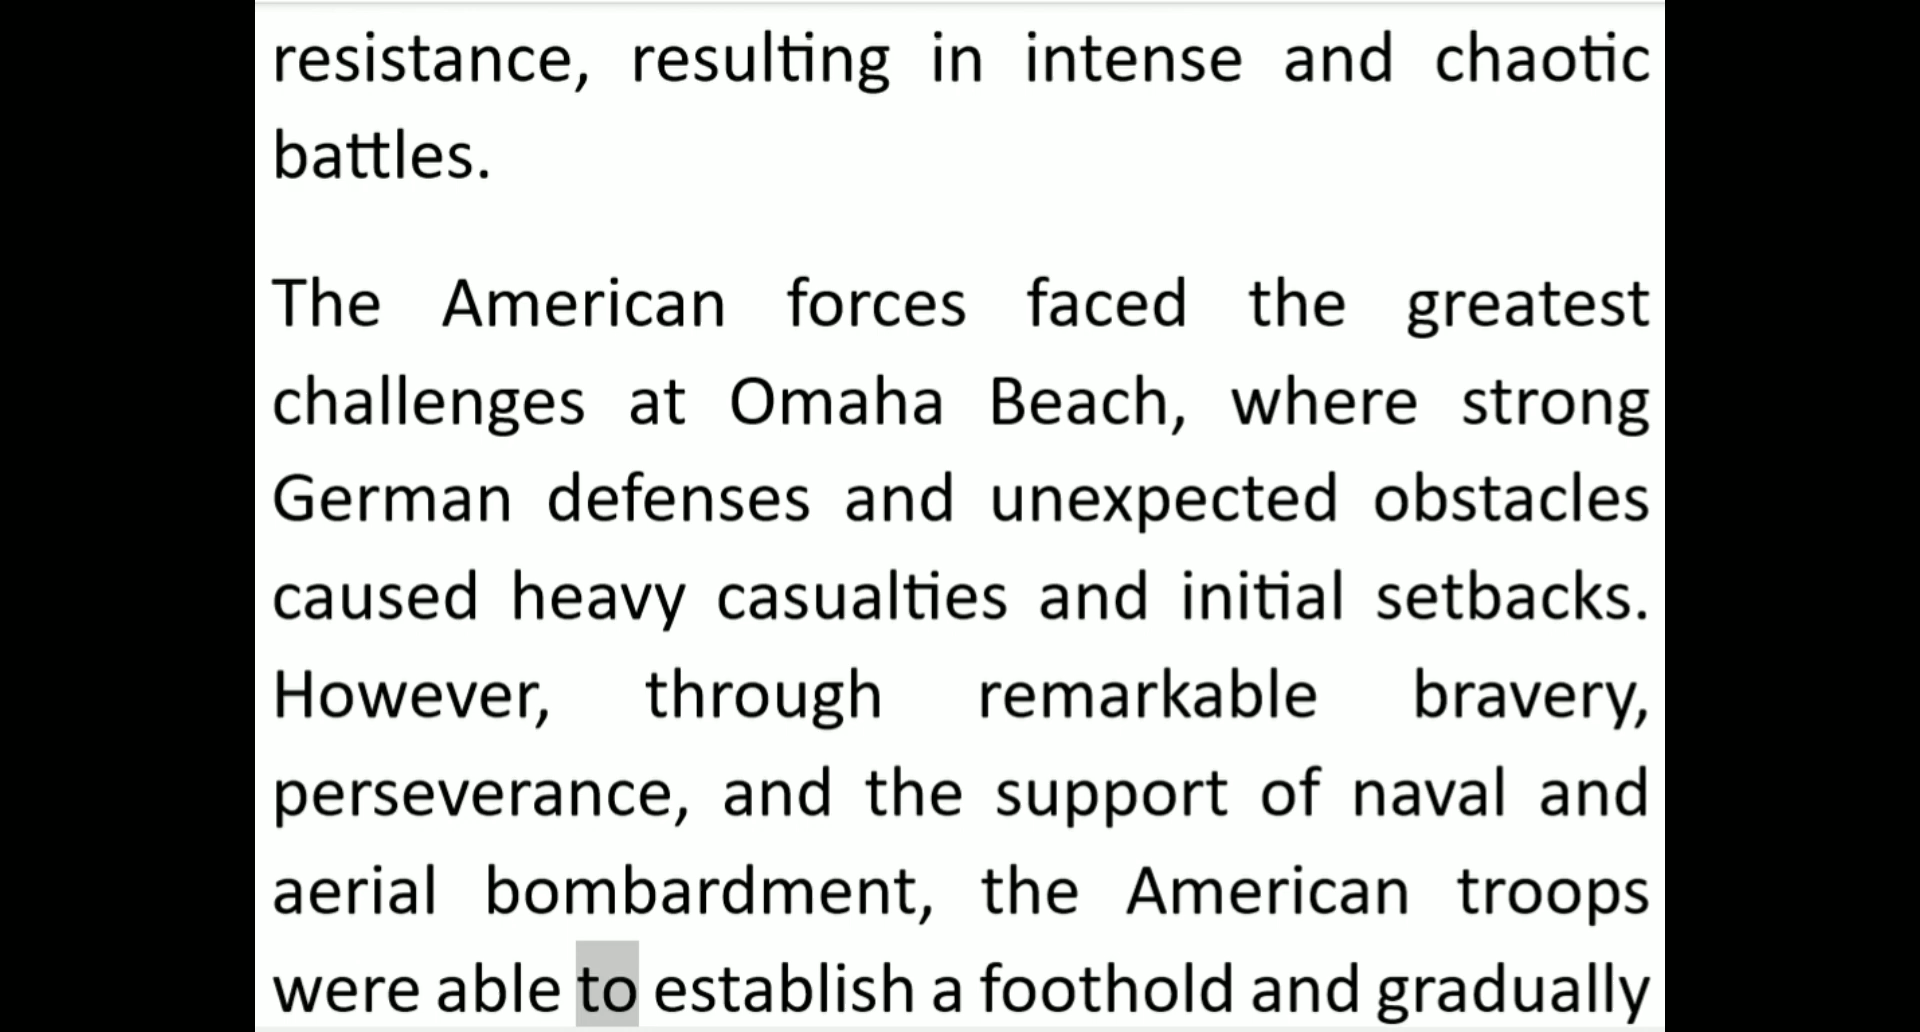 resistance, resulting in intense and chaotic
battles.
The American forces faced the greatest
challenges at Omaha Beach, where strong
German defenses and unexpected obstacles
caused heavy casualties and initial setbacks.
However, through remarkable bravery,
perseverance, and the support of naval and
aerial bombardment, the American troops
were able to establish a foothold and gradually